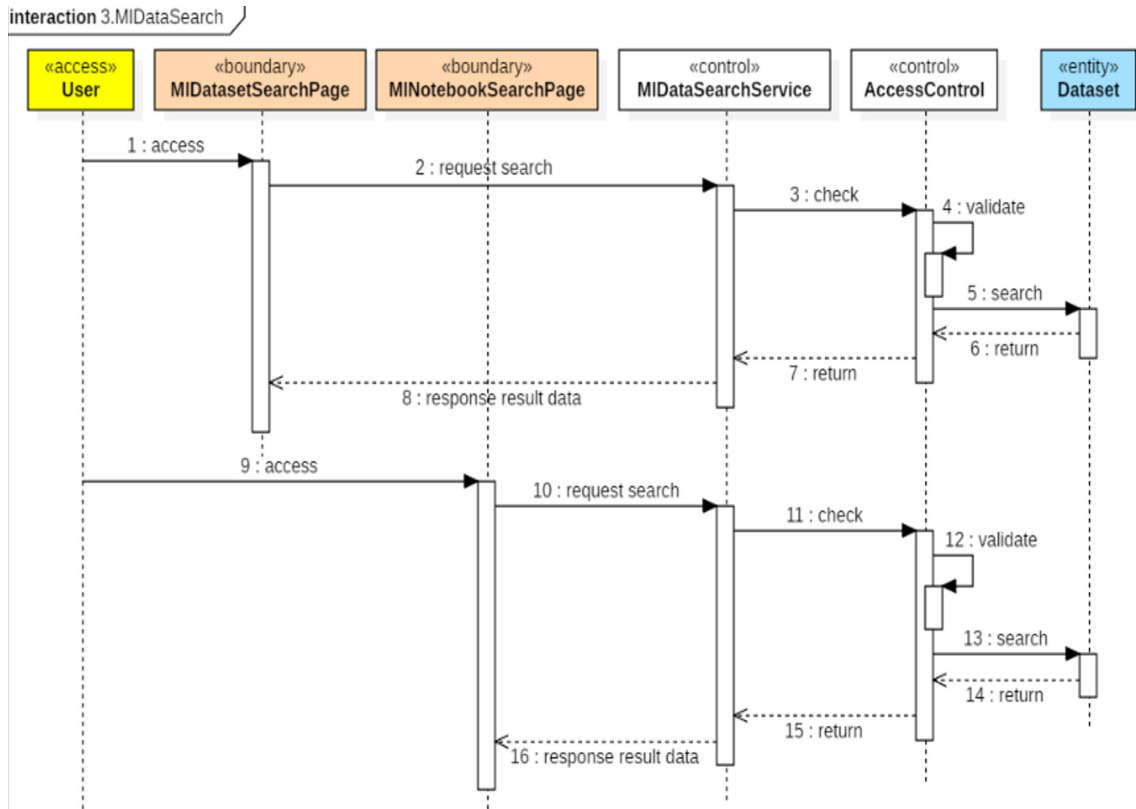 interaction 3.MIDataSearch
«access»
User
«boundary»
MIDatasetSearchPage
«boundary»
MINotebookSearchPage
«control»
MIDataSearchService
«control»
AccessControl
«entity»
Dataset
1 : access
2 : request search
3 : check
4 : validate
5 : search
6 : return
7 : return
8 : response result data
9 : access
10 : request search
11 : check
12 : validate
13 : search
14 : return
15 : return
16 : response result data